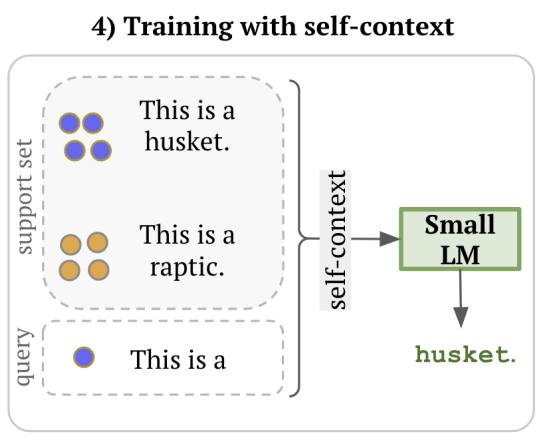 4) Training with self-context
support set
This is a
husket.
This is a
raptic.
query
This is a
self-context
Small
LM
husket.